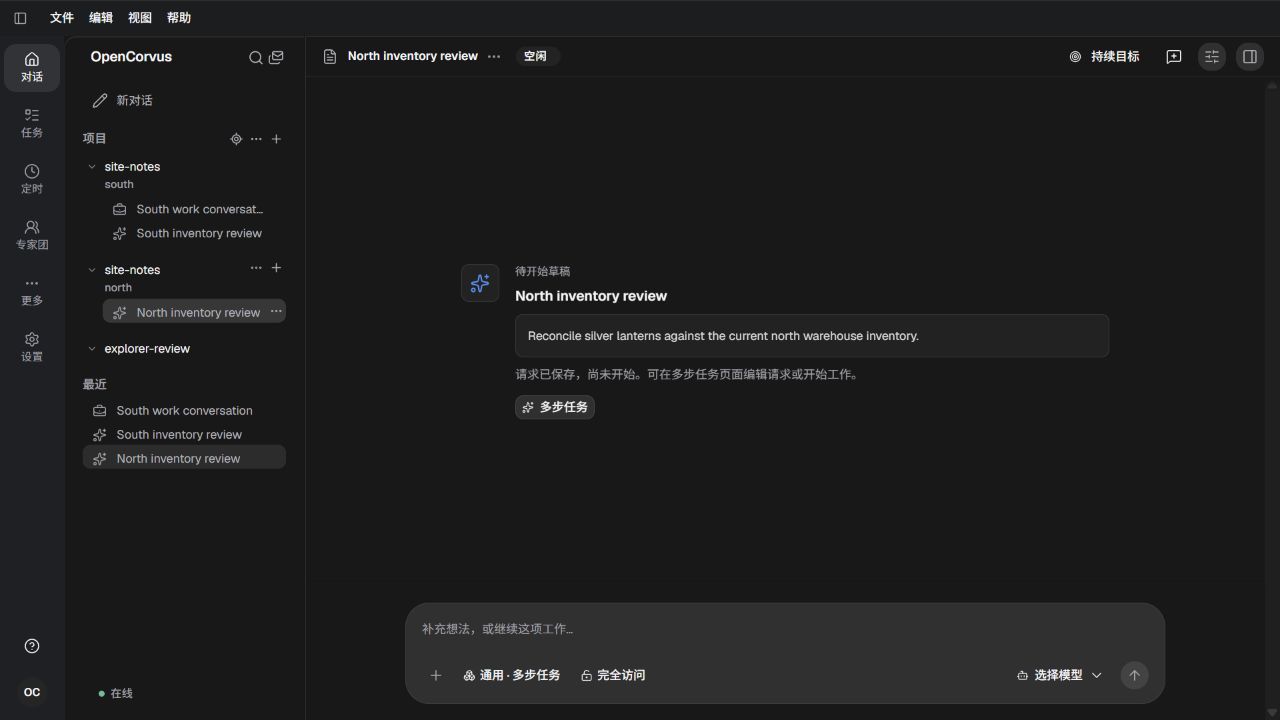 文件 编辑 视图 帮助
对话
任务
定时
专家团
更多
设置
OC
OpenCorvus
新对话
项目
site-notes
south
South work conversat...
South inventory review
site-notes
north
North inventory review
explorer-review
最近
South work conversation
South inventory review
North inventory review
在线
North inventory review
空闲
持续目标
待开始草稿
North inventory review
Reconcile silver lanterns against the current north warehouse inventory.
请求已保存，尚未开始。可在多步任务页面编辑请求或开始工作。
多步任务
补充想法，或继续这项工作...
通用 · 多步任务 完全访问 选择模型